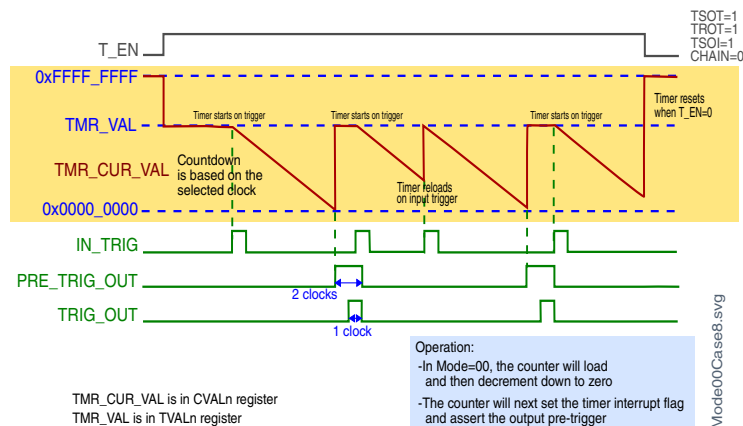 TSOT=1
TROT=1
TSOI=1
CHAIN=0
T_EN
0xFFFF_FFFF
Timer resets
when T_EN=0
Timer starts on trigger
Timer starts on trigger
Timer starts on trigger
TMR_VAL
TMR_CUR_VAL
Countdown
is based on the
selected clock
Timer reloads
on input trigger
0x0000_0000
IN_TRIG
PRE_TRIG_OUT
2 clocks
TRIG_OUT
1 clock
Mode00Case8.svg
Operation:
-In Mode=00, the counter will load
and then decrement down to zero
-The counter will next set the timer interrupt flag
and assert the output pre-trigger
TMR_CUR_VAL is in CVALn register
TMR_VAL is in TVALn register